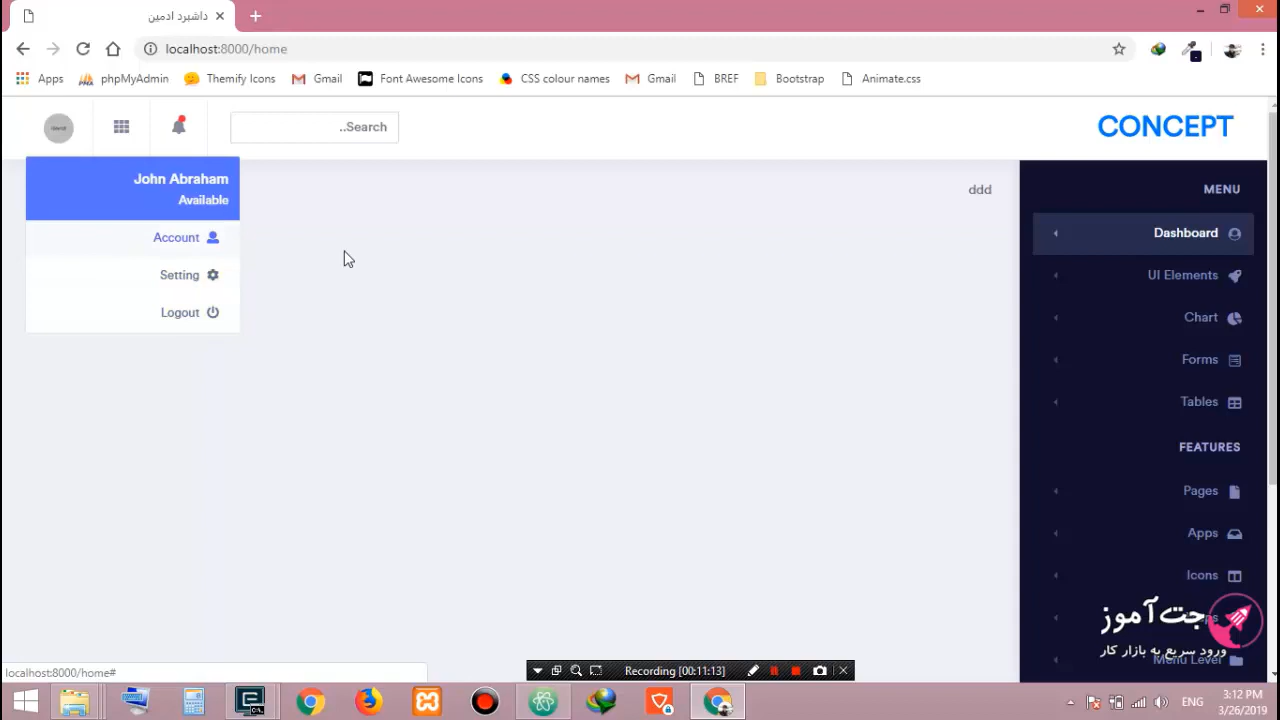 داشبرد ادمین
localhost:8000/home
Apps
phpMyAdmin
Themify Icons
Gmail
Font Awesome Icons
CSS colour names
Gmail
BREF
Bootstrap
Animate.css
..Search
CONCEPT
John Abraham
Available
Account
Setting
Logout
ddd
MENU
Dashboard
UI Elements
Chart
Forms
Tables
FEATURES
Pages
Apps
Icons
جت‌آموز
ورود سریع به بازار کار
Menu Level
localhost:8000/home#
Recording [00:11:13]
ENG
3:12 PM
3/26/2019